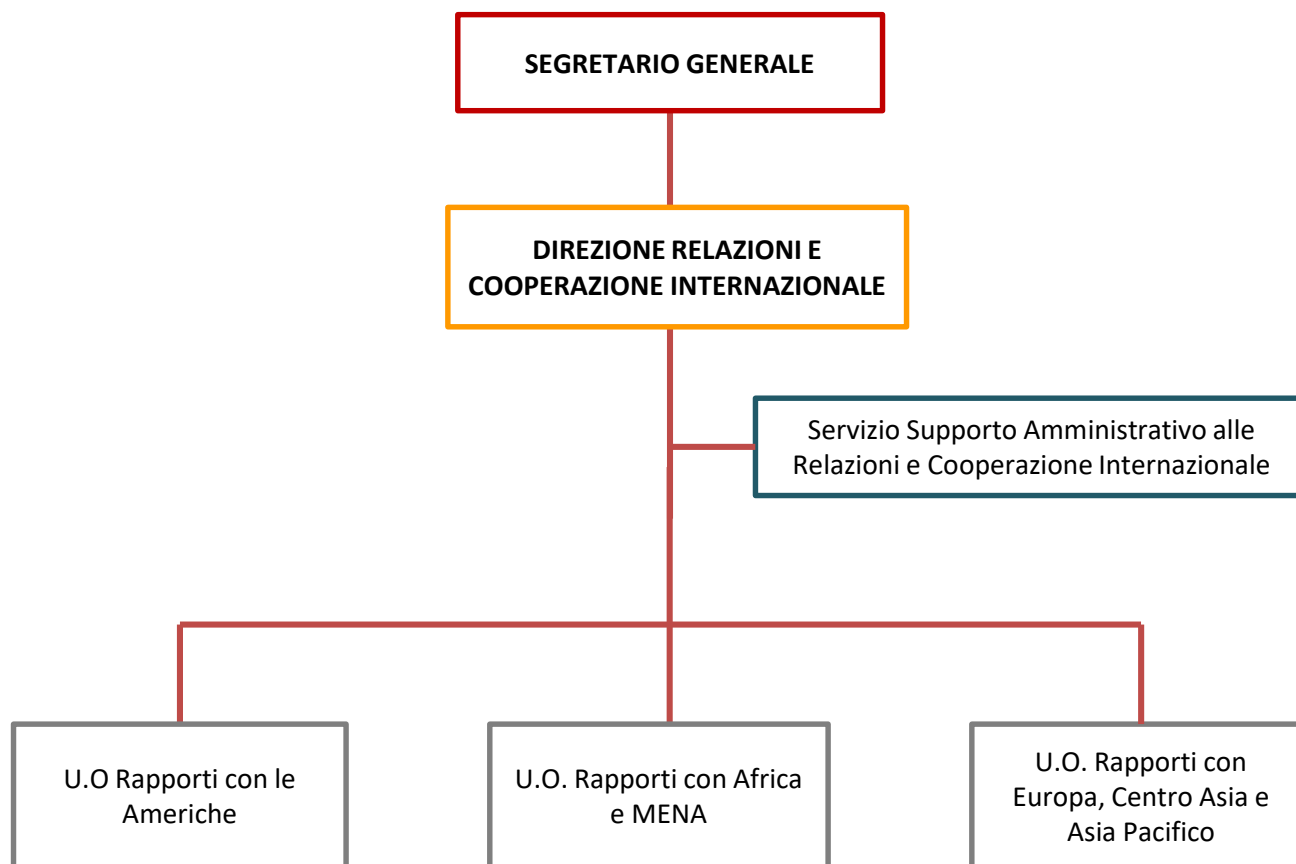 SEGRETARIO GENERALE
DIREZIONE RELAZIONI E
COOPERAZIONE INTERNAZIONALE
Servizio Supporto Amministrativo alle
Relazioni e Cooperazione Internazionale
U.O Rapporti con le
Americhe
U.O. Rapporti con Africa
e MENA
U.O. Rapporti con
Europa, Centro Asia e
Asia Pacifico